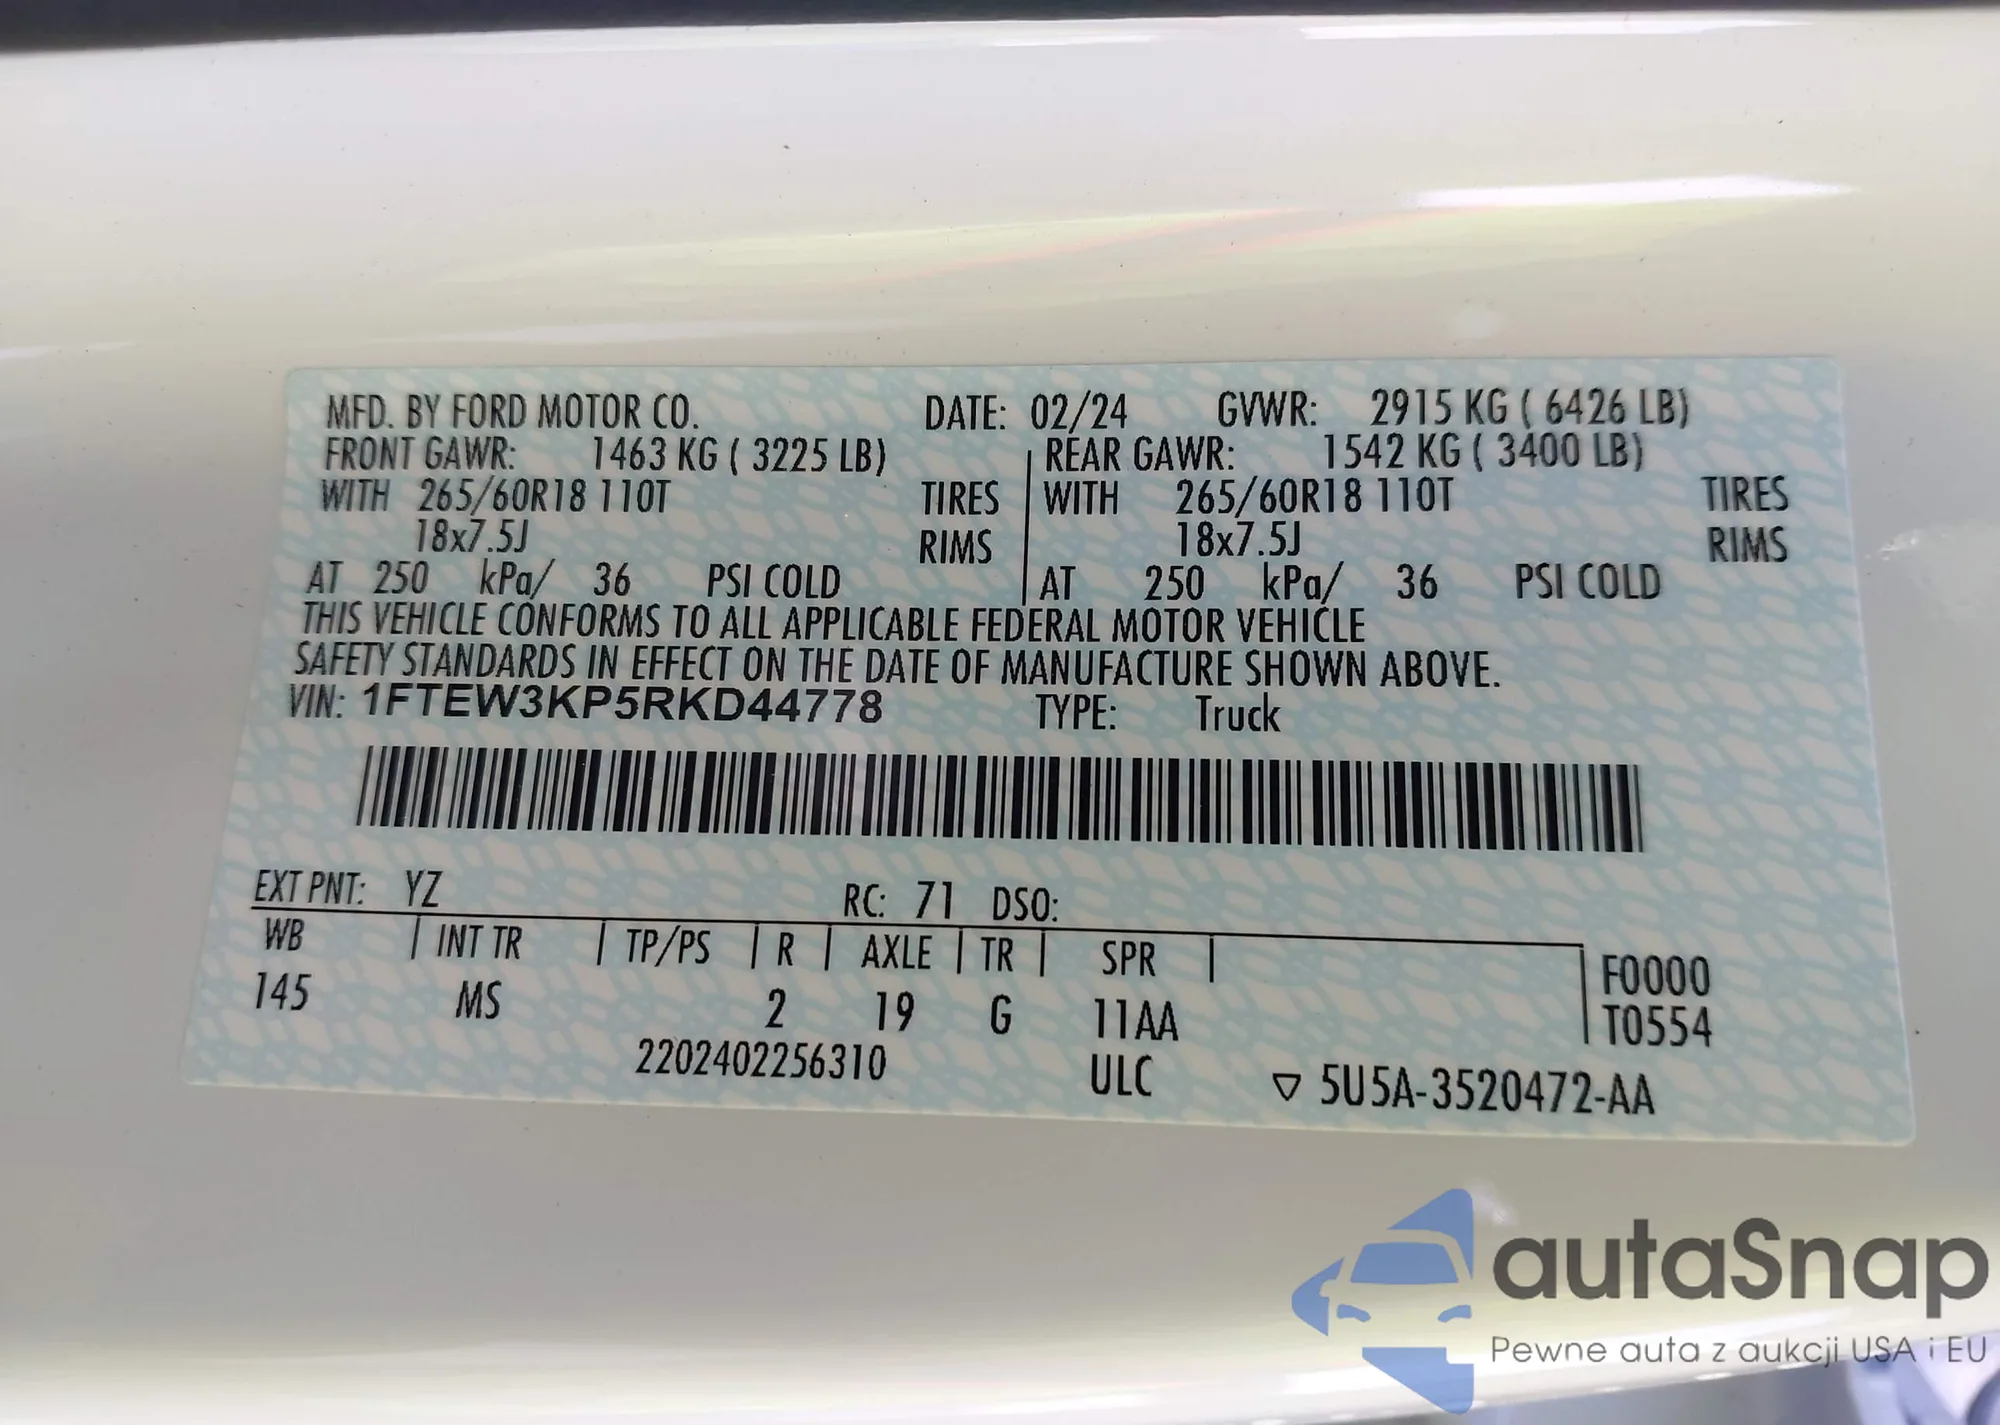 MFD. BY FORD MOTOR CO. DATE: 02/24 GVWR: 2915 KG ( 6426 LB)
FRONT GAWR: 1463 KG ( 3225 LB) REAR GAWR: 1542 KG ( 3400 LB)
WITH 265/60R18 110T TIRES WITH 265/60R18 110T TIRES
18x7.5J RIMS 18x7.5J RIMS
AT 250 kPa/ 36 PSI COLD AT 250 kPa/ 36 PSI COLD
THIS VEHICLE CONFORMS TO ALL APPLICABLE FEDERAL MOTOR VEHICLE
SAFETY STANDARDS IN EFFECT ON THE DATE OF MANUFACTURE SHOWN ABOVE.
VIN: 1FTEW3KP5RKD44778 TYPE: Truck
EXT PNT: YZ RC: 71 DSO:
WB | INT TR | TP/PS | R | AXLE | TR | SPR | F0000
145 MS 2 19 G 11AA T0554
2202402256310 ULC ▽ 5U5A-3520472-AA
autaSnap
Pewne auta z aukcji USA i EU